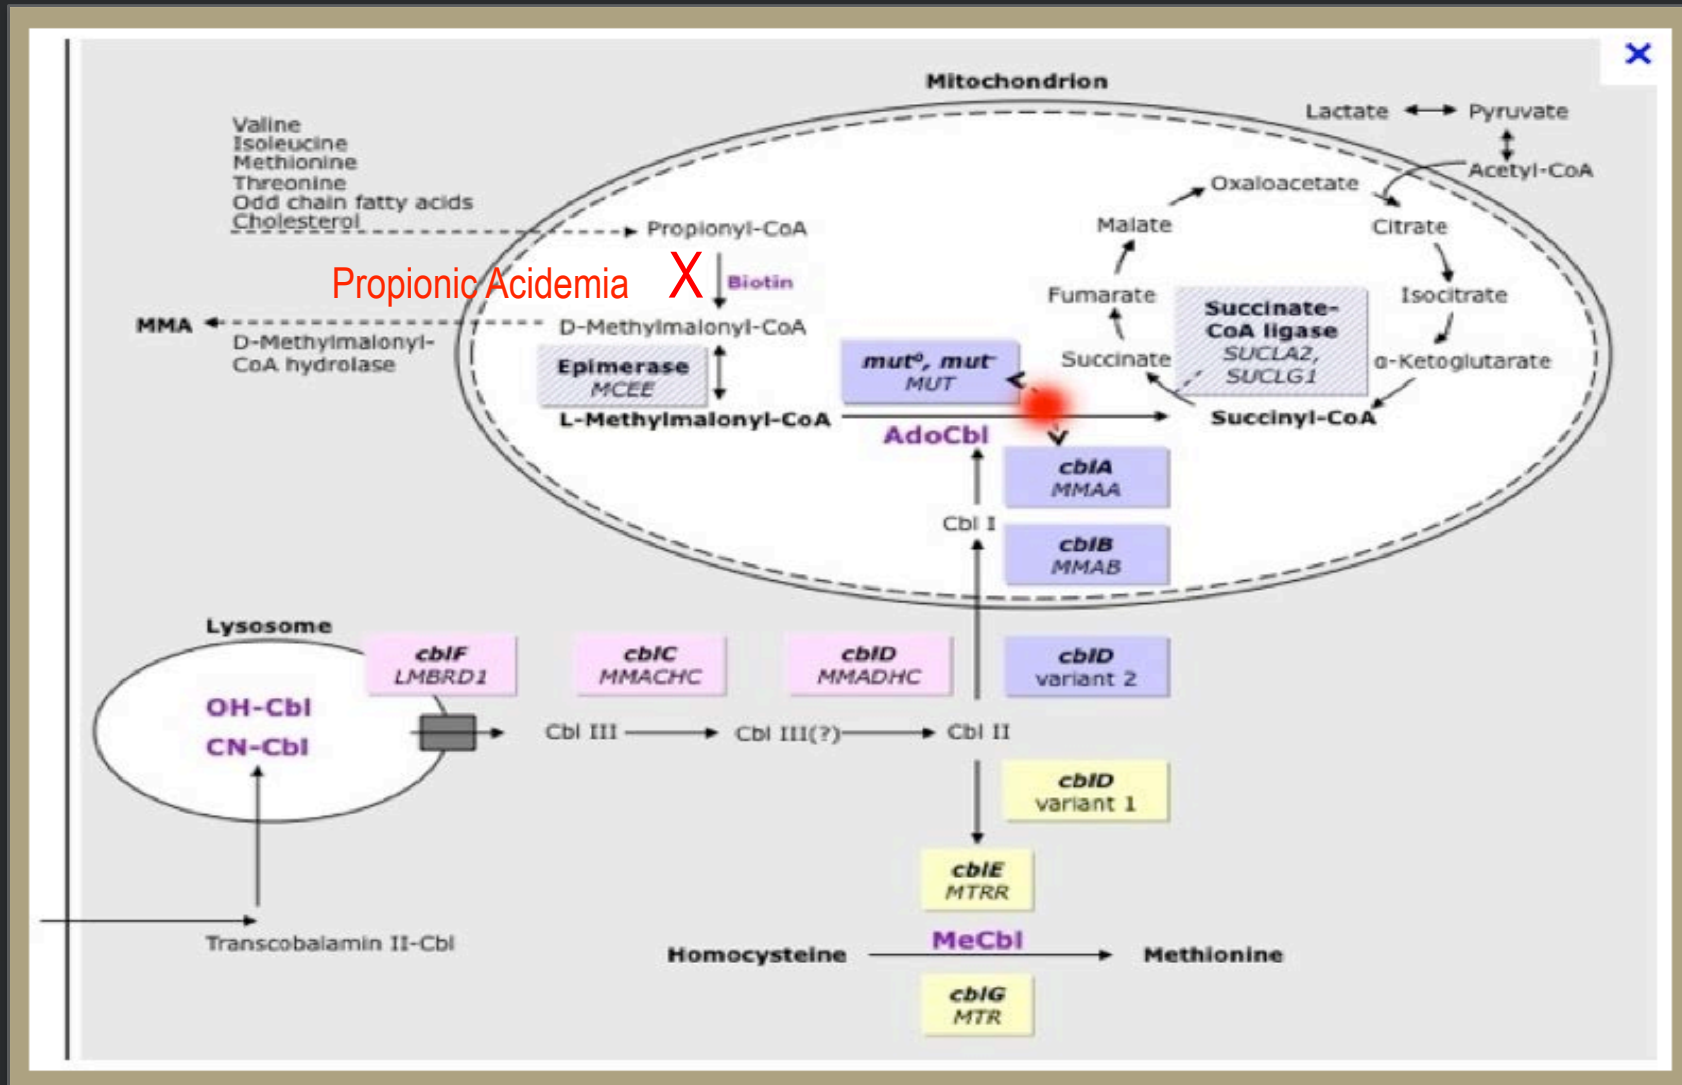 Mitochondrion
Lactate
Pyruvate
Acetyl-CoA
Valine
Isoleucine
Methionine
Threonine
Odd chain fatty acids
Cholesterol
Propionyl-CoA
Oxaloacetate
Malate
Citrate
Propionic Acidemia X
Biotin
Fumarate
Isocitrate
MMA
D-Methylmalonyl-CoA
D-Methylmalonyl-
CoA hydrolase
Succinate-
CoA ligase
SUCLA2,
SUCLG1
Epimerase
MCEE
mut⁰, mut⁻
MUT
Succinate
α-Ketoglutarate
L-Methylmalonyl-CoA
Succinyl-CoA
AdoCbl
cblA
MMAA
Cbl I
cblB
MMAB
Lysosome
cblF
LMBRD1
cblC
MMACHC
cblD
MMADHC
cblD
variant 2
OH-Cbl
CN-Cbl
Cbl III
Cbl III(?)
Cbl II
cblD
variant 1
cblE
MTRR
Transcobalamin II-Cbl
Homocysteine
MeCbl
Methionine
cblG
MTR